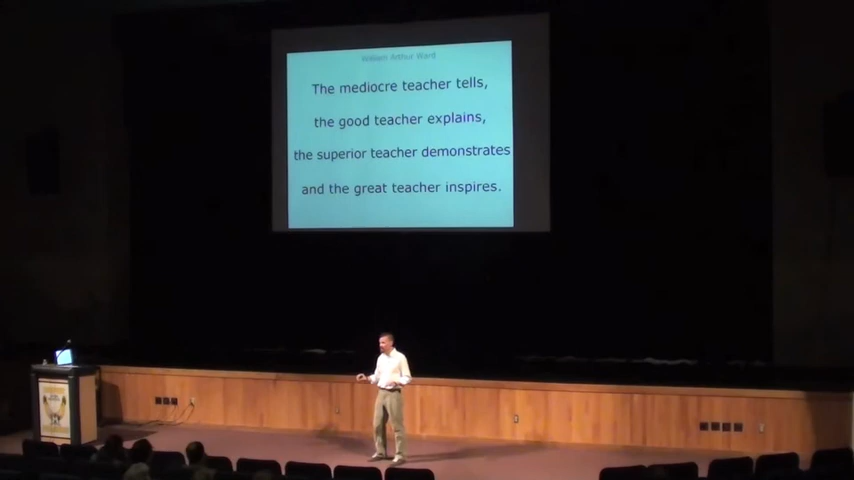 William Arthur Ward
The mediocre teacher tells,
the good teacher explains,
the superior teacher demonstrates
and the great teacher inspires.